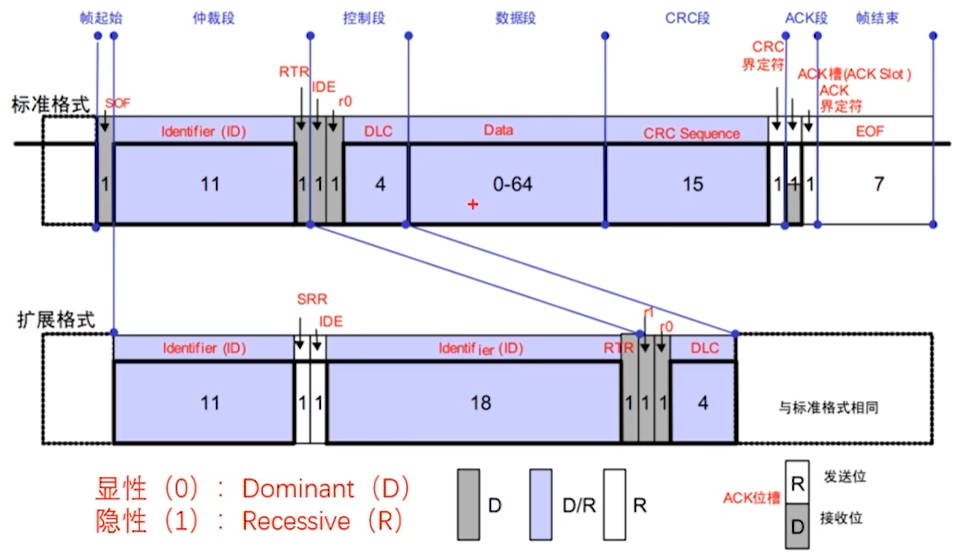 帧起始 仲裁段 控制段 数据段 CRC段 ACK段 帧结束
CRC
界定符
RTR
IDE
r0
ACK槽(ACK Slot)
ACK
界定符
标准格式
SOF
Identifier (ID) DLC Data CRC Sequence EOF
1 11 1 1 1 4 0-64 15 1 1 1 7
SRR
IDE
r1
r0
扩展格式
Identifier (ID) Identifier (ID) RTR DLC
11 1 1 18 1 1 1 4 与标准格式相同
显性（0）：Dominant（D）
隐性（1）：Recessive（R）
D D/R R
ACK位槽
R 发送位
D 接收位